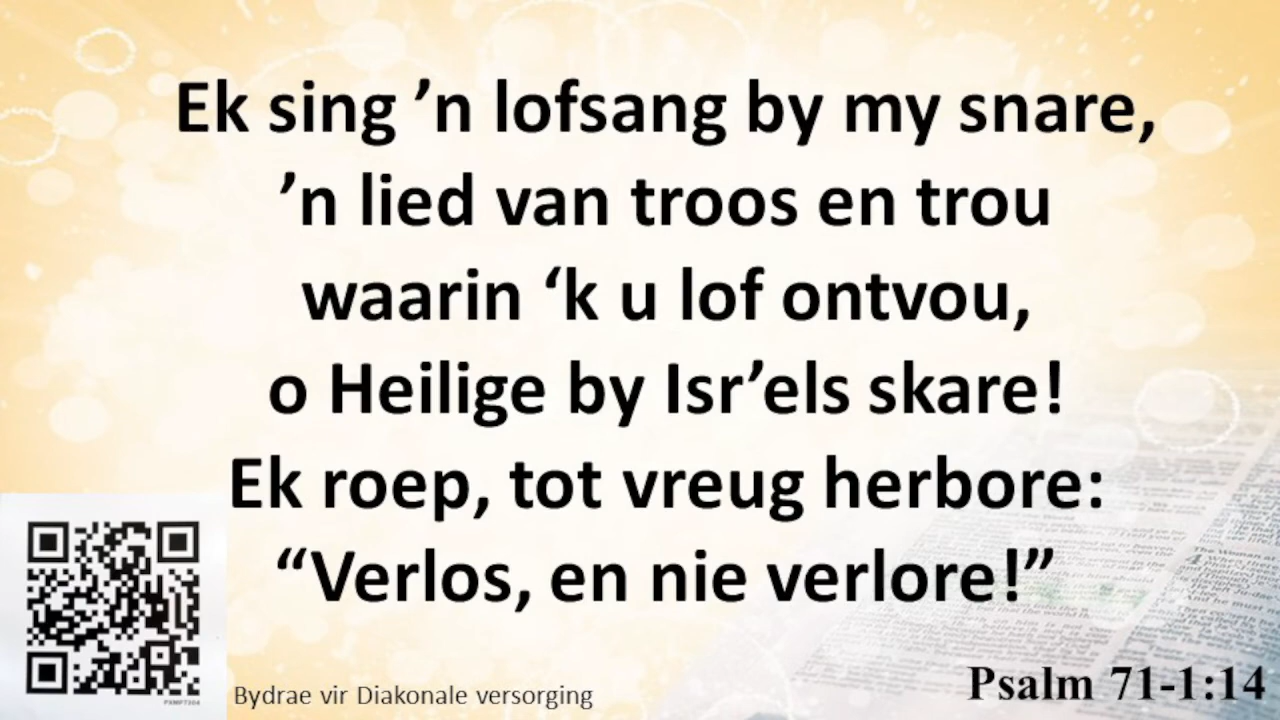 Ek sing ’n lofsang by my snare,
’n lied van troos en trou
waarin ‘k u lof ontvou,
o Heilige by Isr’els skare!
Ek roep, tot vreug herbore:
“Verlos, en nie verlore!”
Bydrae vir Diakonale versorging
Psalm 71-1:14